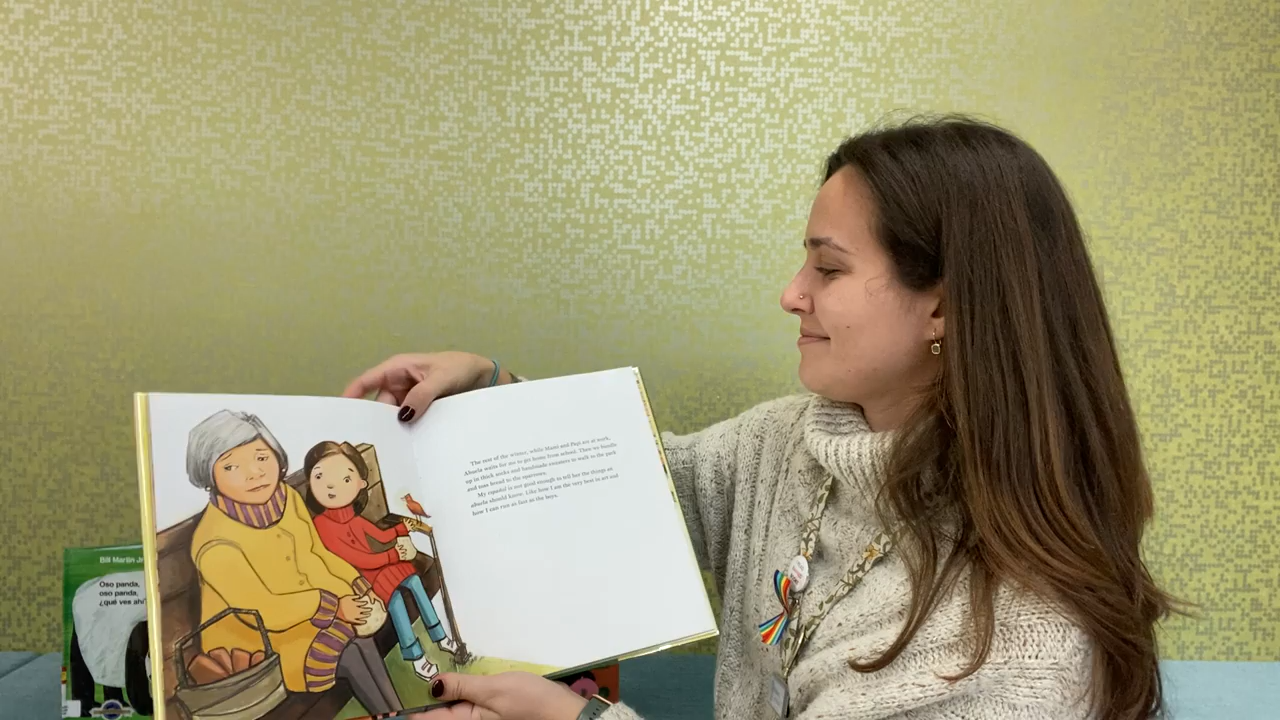 The rest of the winter, while Mami and Papi are at work,
Abuela waits for me to get home from school. Then we bundle
up in thick socks and handmade sweaters to walk to the park
and toss bread to the sparrows.
My español is not good enough to tell her the things an
abuela should know. Like how I am the very best in art and
how I can run as fast as the boys.
Bill Martin Jr
Oso panda,
oso panda,
¿qué ves ahí?